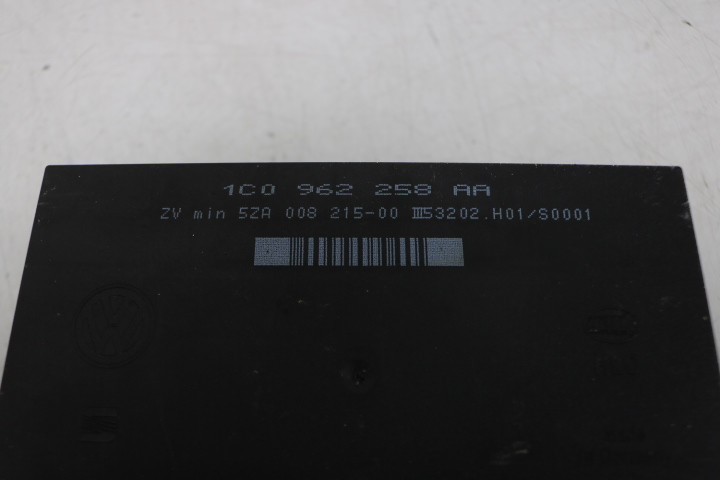 1C0 962 258 AA
ZV min 5ZA 008 215-00 III53202.H01/S0001